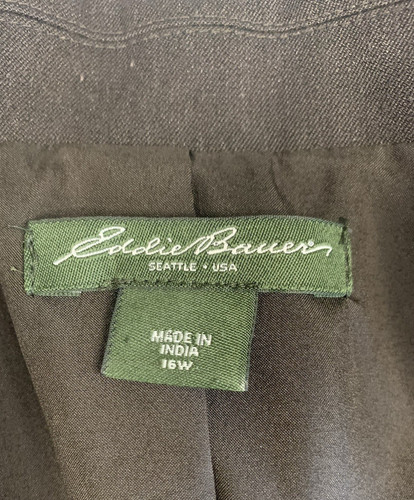 Eddie Bauer
SEATTLE • USA
MADE IN
INDIA
16W